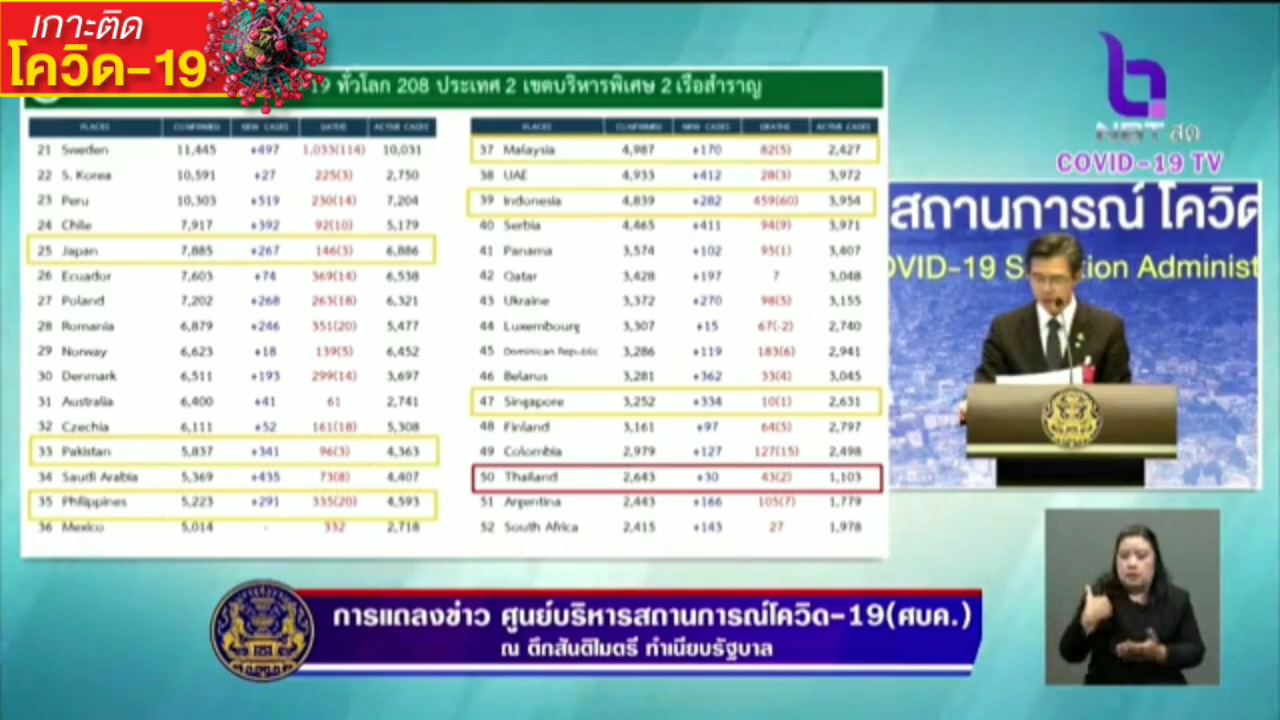 เกาะติด
โควิด-19
19 ทั่วโลก 208 ประเทศ 2 เขตบริหารพิเศษ 2 เรือสำราญ
PLACES CONFIRMED NEW CASES DATHS ACTIVE CASES
21 Sweden 11,445 +497 1,033(114) 10,031
22 S. Korea 10,591 +27 225(3) 2,750
23 Peru 10,303 +519 230(14) 7,204
24 Chile 7,917 +392 92(10) 5,179
25 Japan 7,885 +267 146(3) 6,886
26 Ecuador 7,603 +74 369(14) 6,538
27 Poland 7,202 +268 263(18) 6,321
28 Romania 6,879 +246 351(20) 5,477
29 Norway 6,623 +18 139(5) 6,452
30 Denmark 6,511 +193 299(14) 3,697
31 Australia 6,400 +41 61 2,741
32 Czechia 6,111 +52 161(18) 5,308
33 Pakistan 5,837 +341 96(3) 4,363
34 Saudi Arabia 5,369 +435 73(8) 4,407
35 Philippines 5,223 +291 335(20) 4,593
36 Mexico 5,014 - 332 2,718
PLACES CONFIRMED NEW CASES DEATHS ACTIVE CASES
37 Malaysia 4,987 +170 82(5) 2,427
38 UAE 4,933 +412 28(3) 3,972
39 Indonesia 4,839 +282 459(60) 3,954
40 Serbia 4,465 +411 94(9) 3,971
41 Panama 3,574 +102 95(1) 3,407
42 Qatar 3,428 +197 7 3,048
43 Ukraine 3,372 +270 98(5) 3,155
44 Luxembourg 3,307 +15 67(-2) 2,740
45 Dominican Republic 3,286 +119 183(6) 2,941
46 Belarus 3,281 +362 33(4) 3,045
47 Singapore 3,252 +334 10(1) 2,631
48 Finland 3,161 +97 64(5) 2,797
49 Colombia 2,979 +127 127(15) 2,498
50 Thailand 2,643 +30 43(2) 1,103
51 Argentina 2,443 +166 105(7) 1,779
52 South Africa 2,415 +143 27 1,978
NBT สด
COVID-19 TV
สถานการณ์ โควิด
OVID-19 S tion Administ
การแถลงข่าว ศูนย์บริหารสถานการณ์โควิด-19(ศบค.)
ณ ตึกสันติไมตรี ทำเนียบรัฐบาล